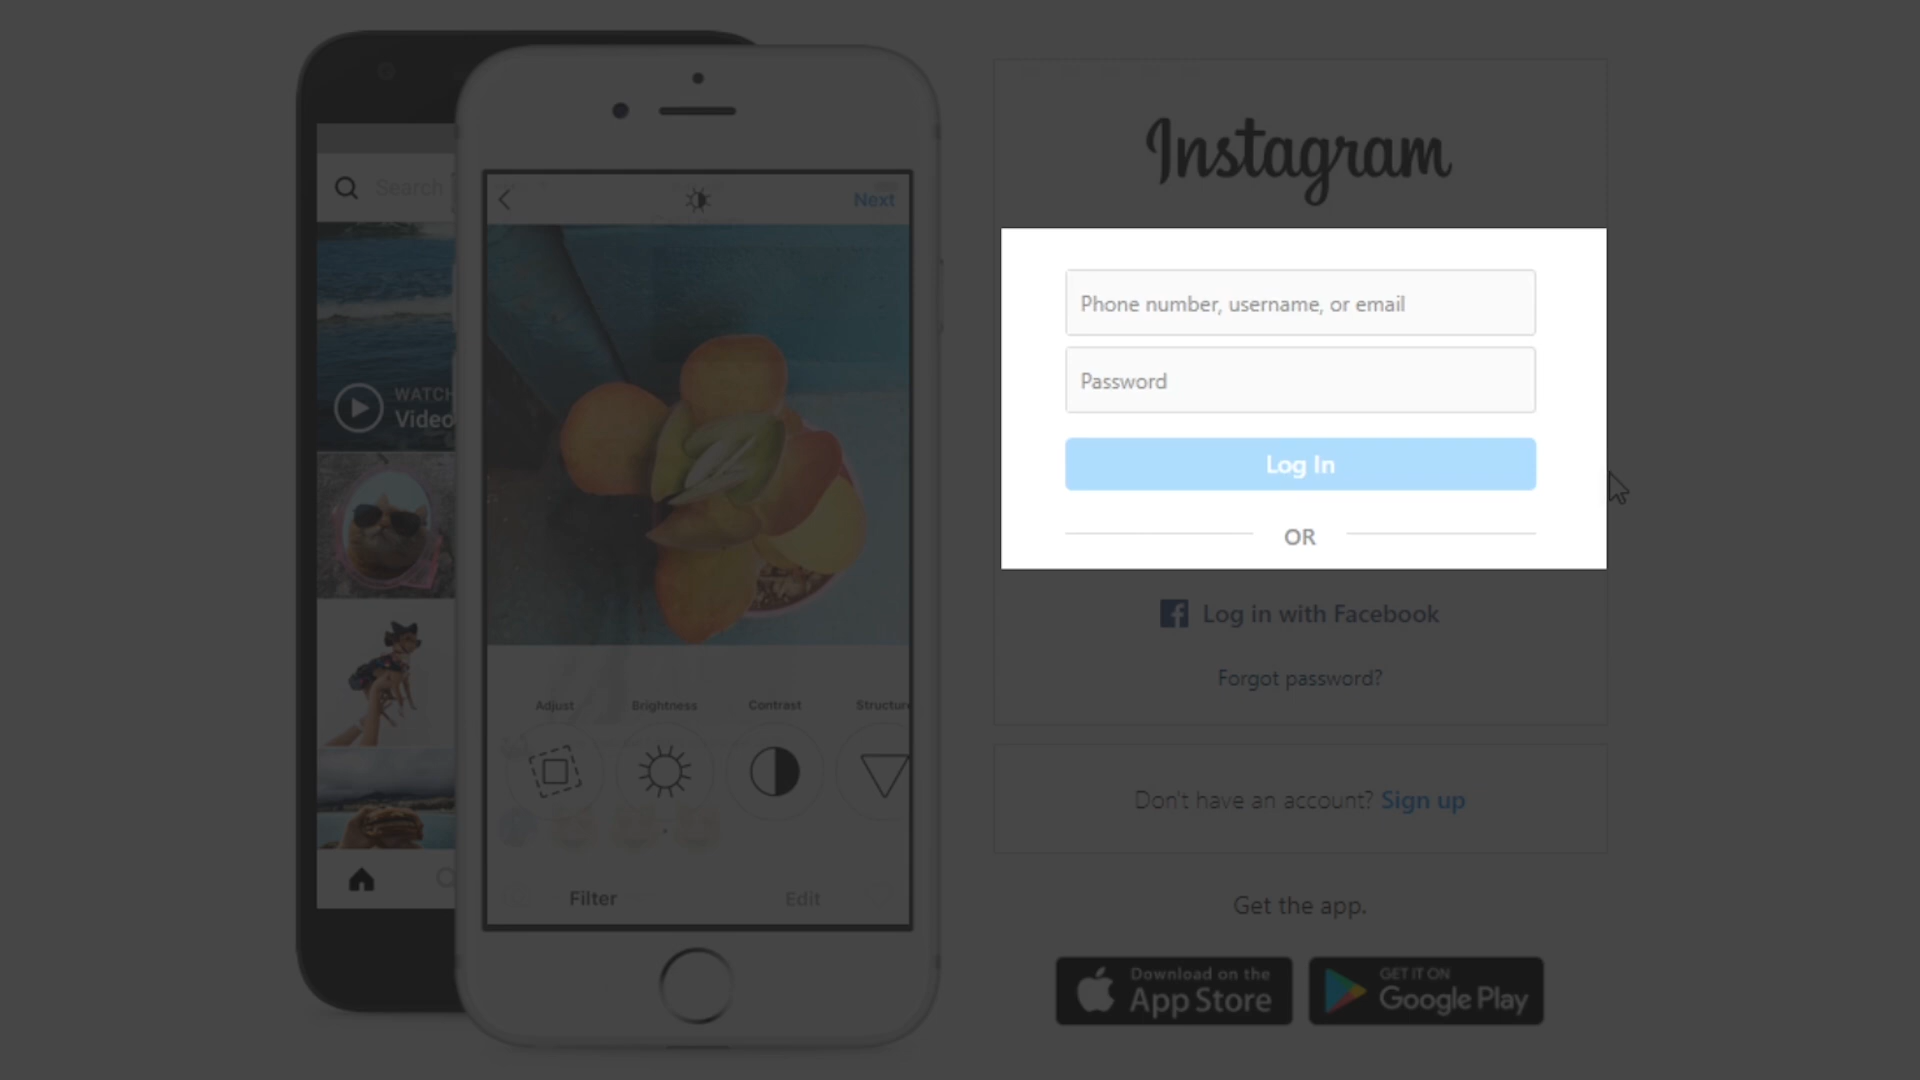 Search
WATCH
Video
Next
Adjust
Brightness
Contrast
Structure
Filter
Edit
Instagram
Phone number, username, or email
Password
Log In
OR
Log in with Facebook
Forgot password?
Don't have an account? Sign up
Get the app.
Download on the
App Store
GET IT ON
Google Play